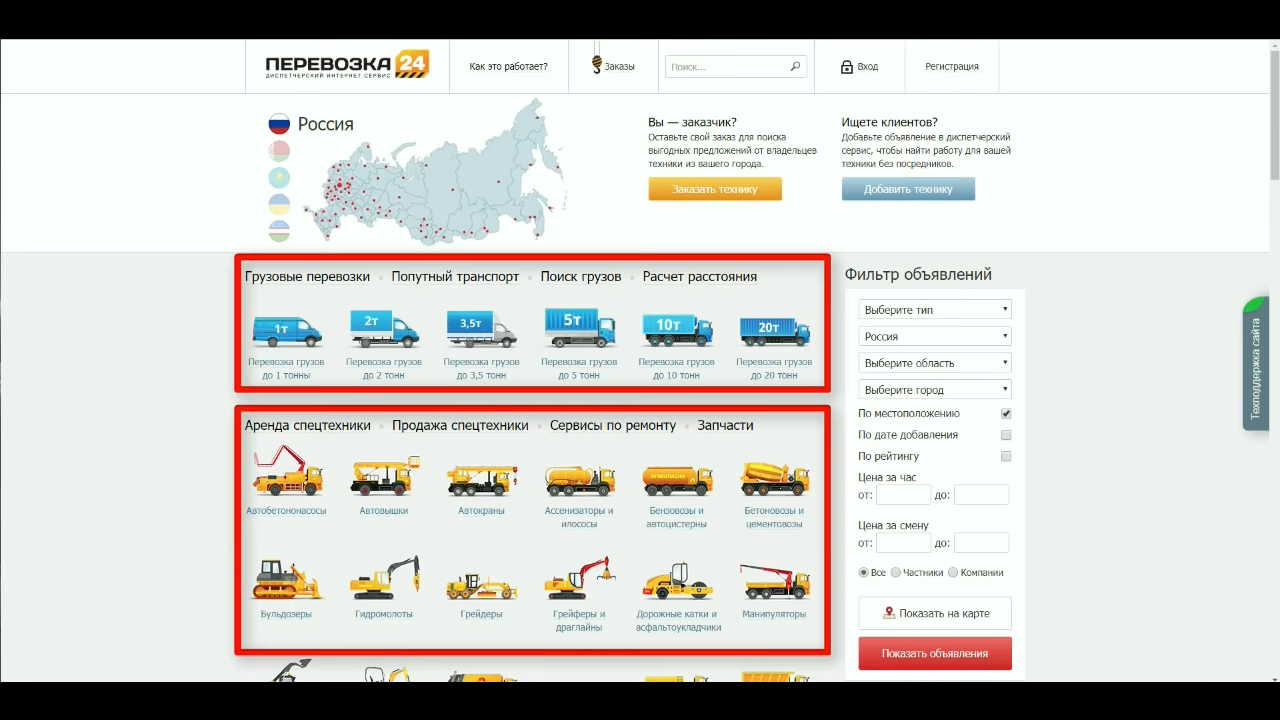 ПЕРЕВОЗКА 24
ДИСПЕТЧЕРСКИЙ ИНТЕРНЕТ-СЕРВИС
Как это работает?
Заказы
Поиск...
Вход
Регистрация
Россия
Вы — заказчик?
Оставьте свой заказ для поиска
выгодных предложений от владельцев
техники из вашего города.
Заказать технику
Ищете клиентов?
Добавьте объявление в диспетчерский
сервис, чтобы найти работу для вашей
техники без посредников.
Добавить технику
Грузовые перевозки Попутный транспорт Поиск грузов Расчет расстояния
1т 2т 3,5т 5т 10т 20т
Перевозка грузов Перевозка грузов Перевозка грузов Перевозка грузов Перевозка грузов Перевозка грузов
до 1 тонны до 2 тонн до 3,5 тонн до 5 тонн до 10 тонн до 20 тонн
Аренда спецтехники Продажа спецтехники Сервисы по ремонту Запчасти
ОГНЕОПАСНО
Автобетононасосы Автовышки Автокраны Ассенизаторы и Бензовозы и Бетоновозы и
илососы автоцистерны цементовозы
Бульдозеры Гидромолоты Грейдеры Грейферы и Дорожные катки и Манипуляторы
драглайны асфальтоукладчики
Фильтр объявлений
Выберите тип
Россия
Выберите область
Выберите город
По местоположению
По дате добавления
По рейтингу
Цена за час
от: до:
Цена за смену
от: до:
Все Частники Компании
Показать на карте
Показать объявления
Техподдержка сайта